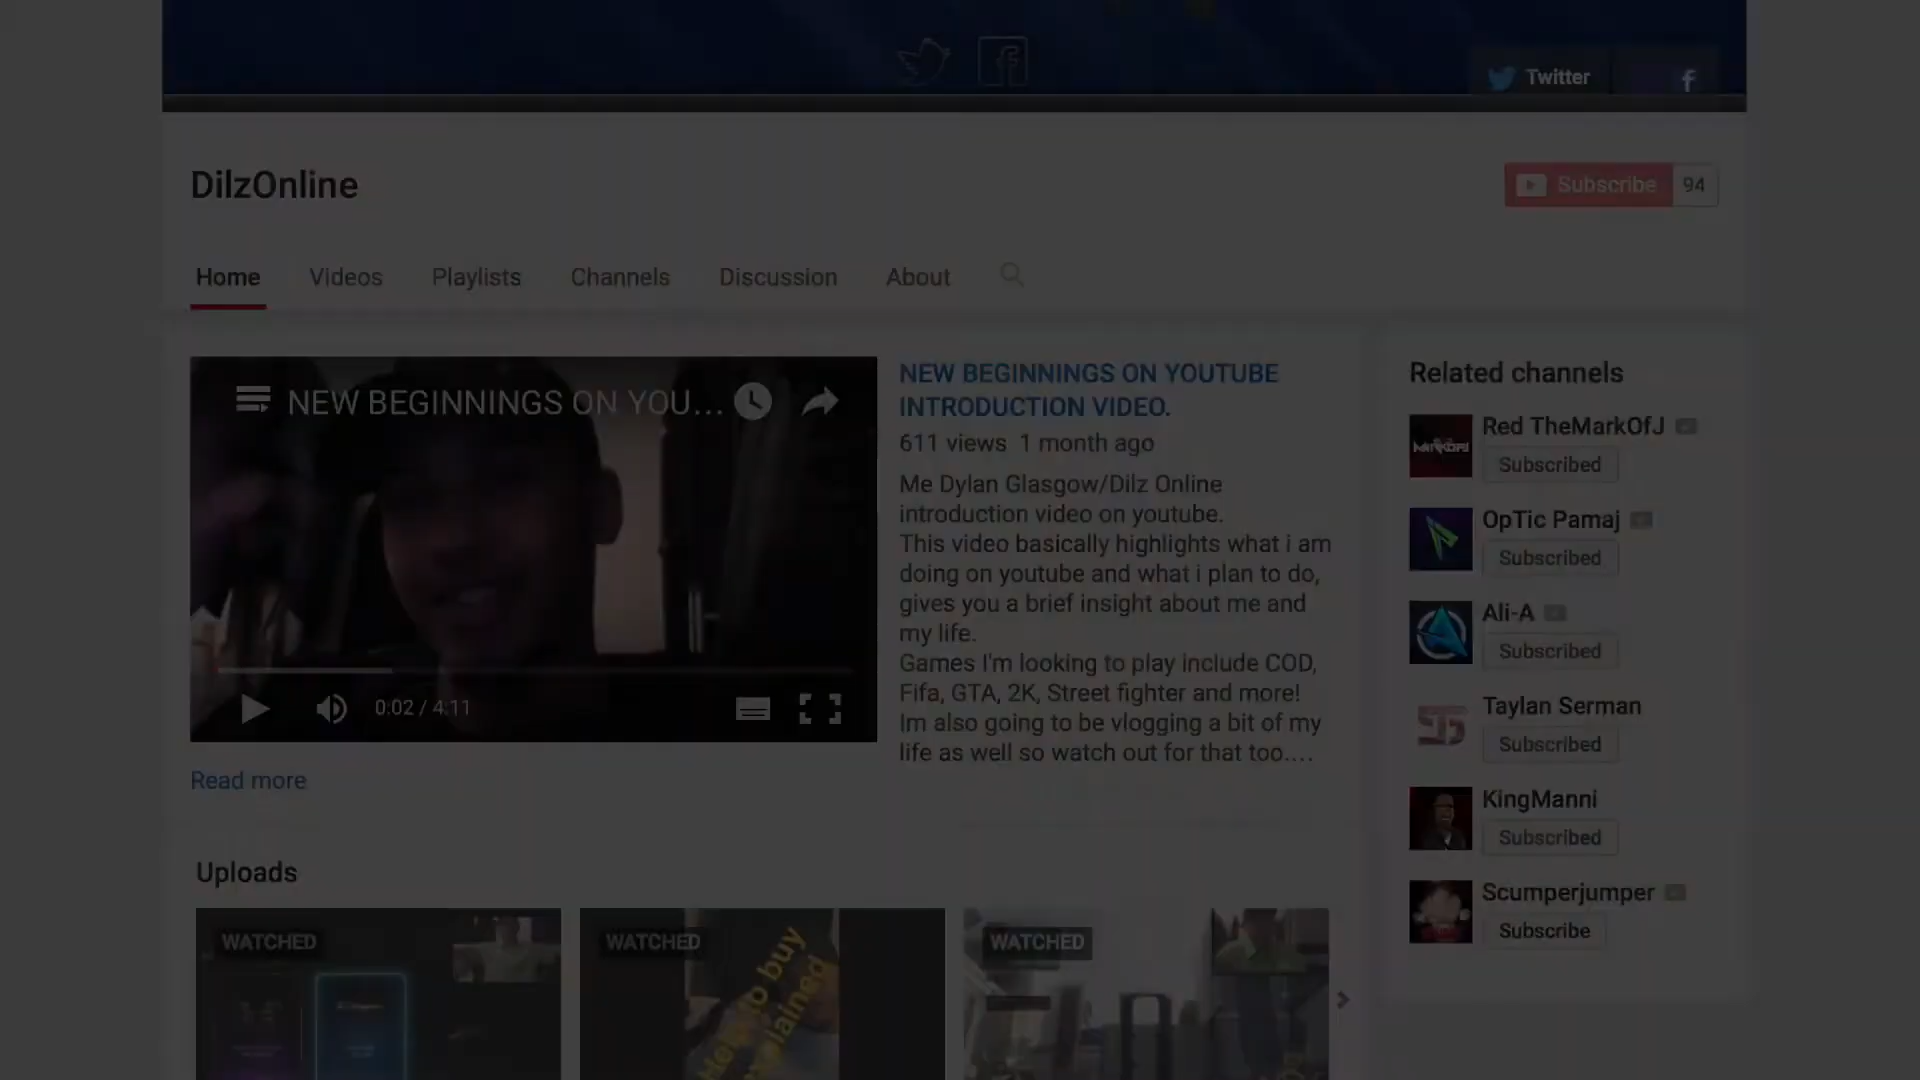 Twitter
DilzOnline
Subscribe 94
Home Videos Playlists Channels Discussion About
NEW BEGINNINGS ON YOU...
0:02 / 4:11
NEW BEGINNINGS ON YOUTUBE
INTRODUCTION VIDEO.
611 views 1 month ago
Me Dylan Glasgow/Dilz Online
introduction video on youtube.
This video basically highlights what i am
doing on youtube and what i plan to do,
gives you a brief insight about me and
my life.
Games I'm looking to play include COD,
Fifa, GTA, 2K, Street fighter and more!
Im also going to be vlogging a bit of my
life as well so watch out for that too....
Read more
Related channels
Red TheMarkOfJ
Subscribed
OpTic Pamaj
Subscribed
Ali-A
Subscribed
Taylan Serman
Subscribed
KingManni
Subscribed
Scumperjumper
Subscribe
Uploads
WATCHED
WATCHED
to buy
WATCHED